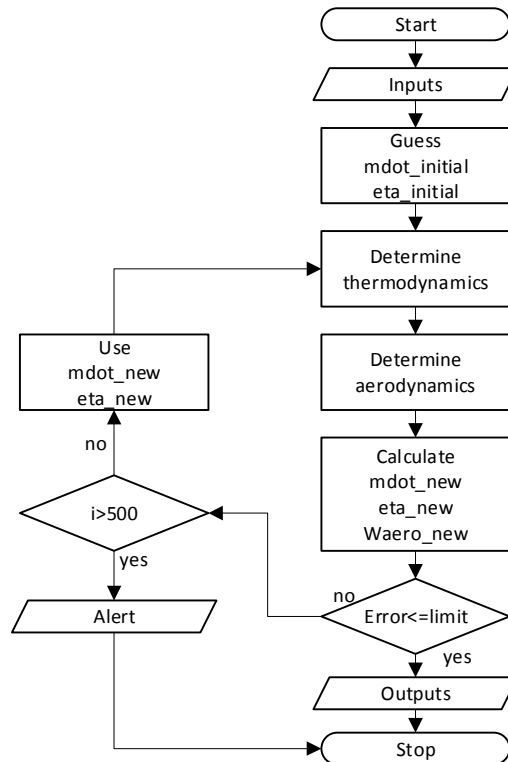 Start
Inputs
Guess
mdot_initial
eta_initial
Determine
thermodynamics
Use
mdot_new
eta_new
Determine
aerodynamics
no
Calculate
mdot_new
eta_new
Waero_new
i>500
yes
no
Error<=limit
Alert
yes
Outputs
Stop